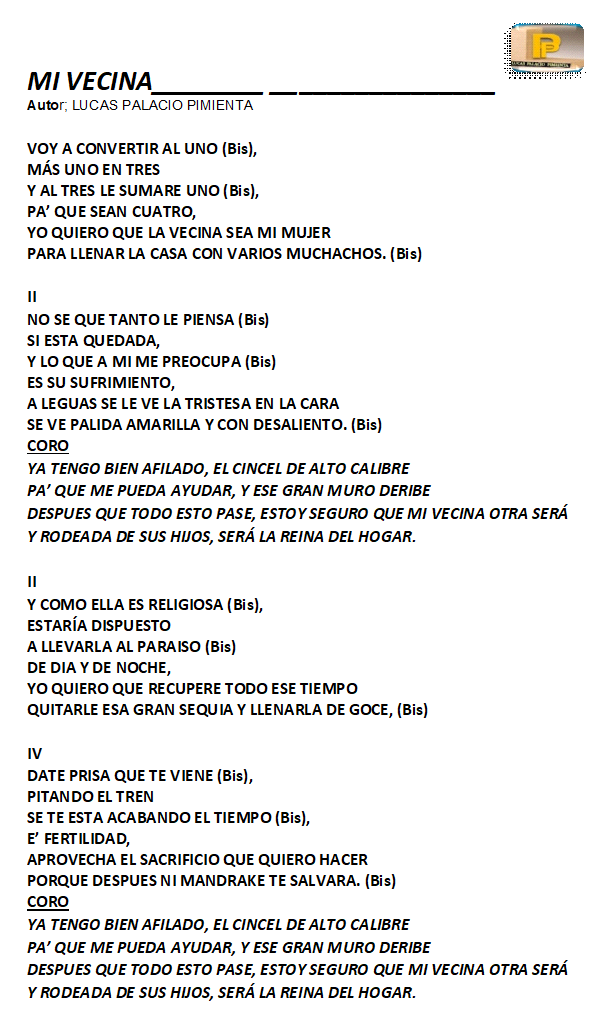 LUCAS PALACIO PIMIENTA
MI VECINA________ ______________
Autor; LUCAS PALACIO PIMIENTA
VOY A CONVERTIR AL UNO (Bis),
MÁS UNO EN TRES
Y AL TRES LE SUMARE UNO (Bis),
PA’ QUE SEAN CUATRO,
YO QUIERO QUE LA VECINA SEA MI MUJER
PARA LLENAR LA CASA CON VARIOS MUCHACHOS. (Bis)
II
NO SE QUE TANTO LE PIENSA (Bis)
SI ESTA QUEDADA,
Y LO QUE A MI ME PREOCUPA (Bis)
ES SU SUFRIMIENTO,
A LEGUAS SE LE VE LA TRISTESA EN LA CARA
SE VE PALIDA AMARILLA Y CON DESALIENTO. (Bis)
CORO
YA TENGO BIEN AFILADO, EL CINCEL DE ALTO CALIBRE
PA’ QUE ME PUEDA AYUDAR, Y ESE GRAN MURO DERIBE
DESPUES QUE TODO ESTO PASE, ESTOY SEGURO QUE MI VECINA OTRA SERÁ
Y RODEADA DE SUS HIJOS, SERÁ LA REINA DEL HOGAR.
II
Y COMO ELLA ES RELIGIOSA (Bis),
ESTARÍA DISPUESTO
A LLEVARLA AL PARAISO (Bis)
DE DIA Y DE NOCHE,
YO QUIERO QUE RECUPERE TODO ESE TIEMPO
QUITARLE ESA GRAN SEQUIA Y LLENARLA DE GOCE, (Bis)
IV
DATE PRISA QUE TE VIENE (Bis),
PITANDO EL TREN
SE TE ESTA ACABANDO EL TIEMPO (Bis),
E’ FERTILIDAD,
APROVECHA EL SACRIFICIO QUE QUIERO HACER
PORQUE DESPUES NI MANDRAKE TE SALVARA. (Bis)
CORO
YA TENGO BIEN AFILADO, EL CINCEL DE ALTO CALIBRE
PA’ QUE ME PUEDA AYUDAR, Y ESE GRAN MURO DERIBE
DESPUES QUE TODO ESTO PASE, ESTOY SEGURO QUE MI VECINA OTRA SERÁ
Y RODEADA DE SUS HIJOS, SERÁ LA REINA DEL HOGAR.